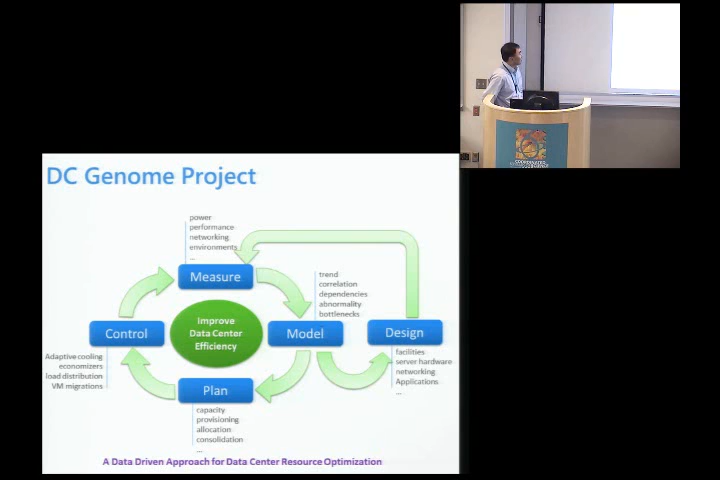 COORDINATED
DC Genome Project
power
performance
networking
environments
...
Measure
trend
correlation
dependencies
abnormality
bottlenecks
Improve
Data Center
Efficiency
Control
Model
Design
Adaptive cooling
economizers
load distribution
VM migrations
facilities
server hardware
networking
Applications
...
Plan
capacity
provisioning
allocation
consolidation
...
A Data Driven Approach for Data Center Resource Optimization